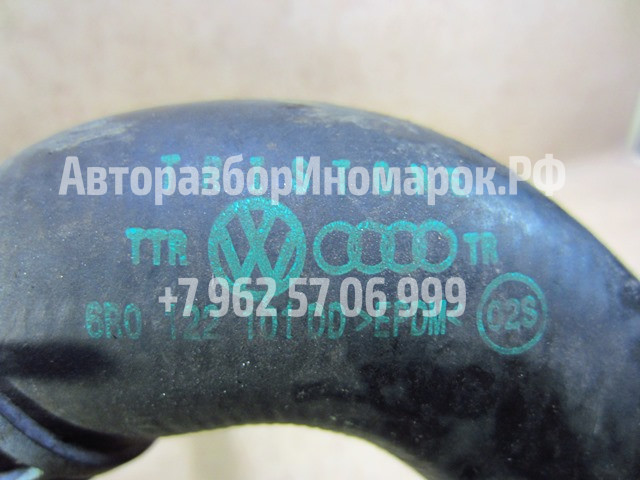 АвторазборИномарок.РФ
TTR TR
+7 962 57 06 999
6R0 122 101 DD >EPDM< 02S